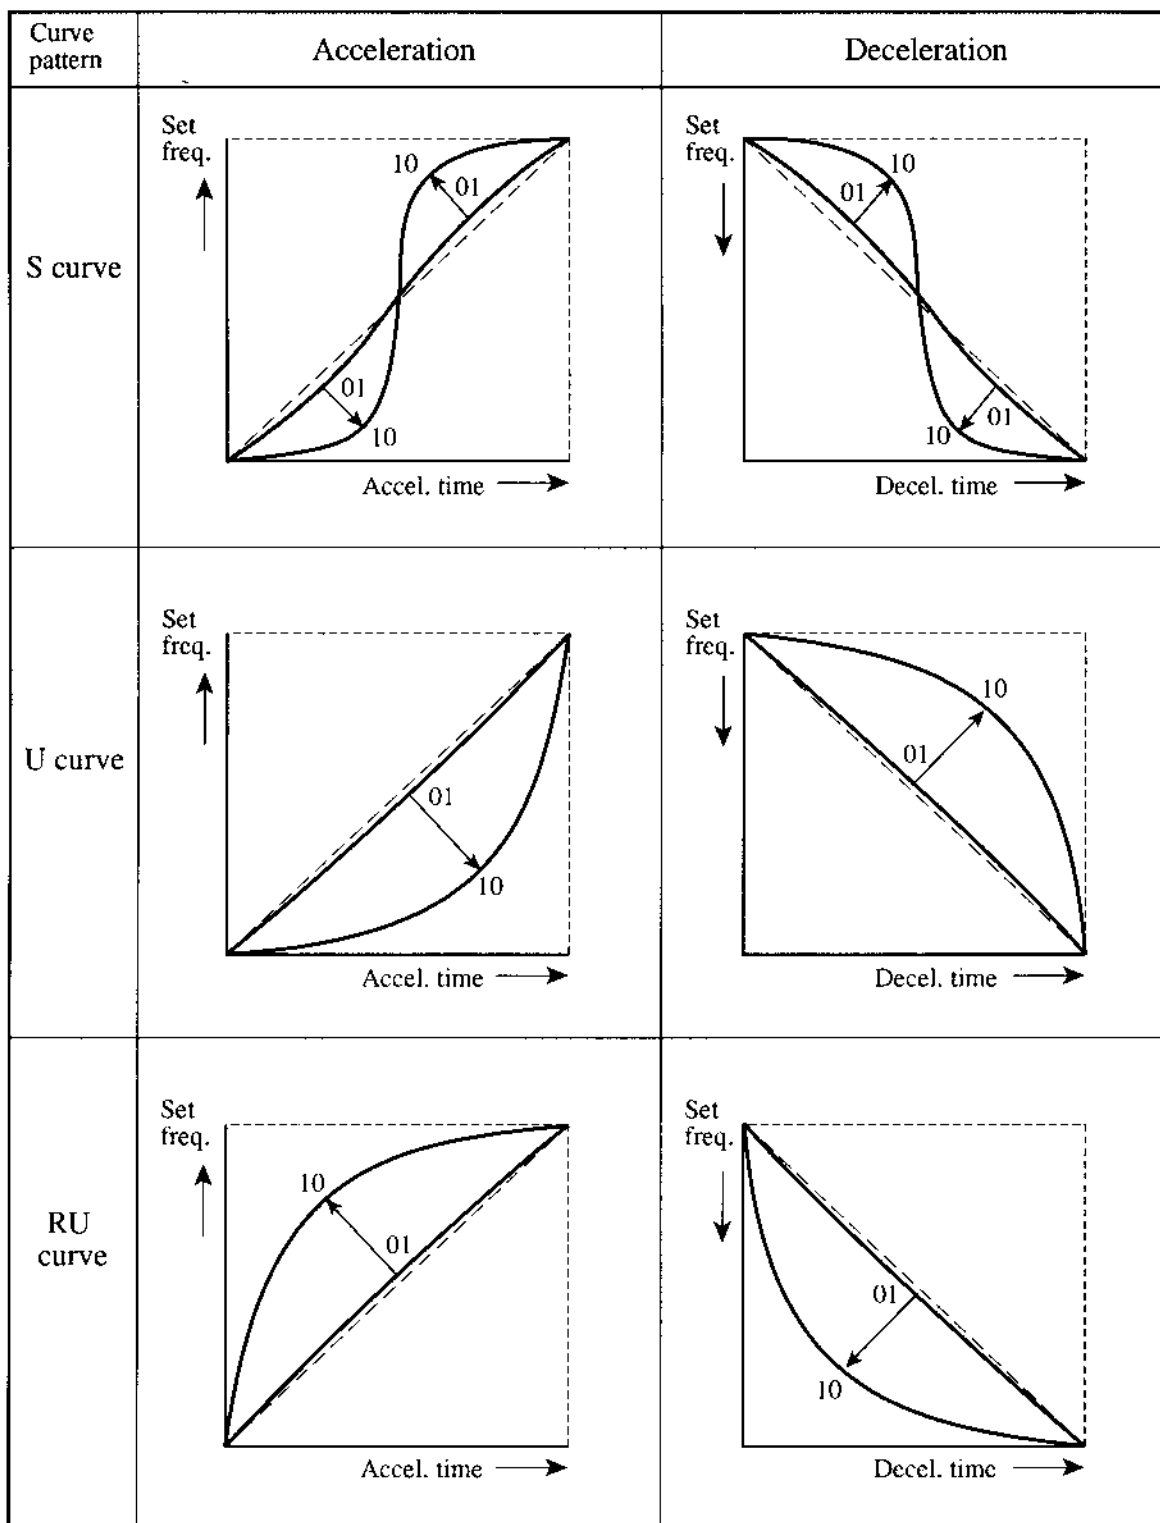 Curve
pattern
Acceleration
Deceleration
S curve
Set
freq.
10
01
01
10
Accel. time
Set
freq.
10
01
01
10
Decel. time
U curve
Set
freq.
01
10
Accel. time
Set
freq.
10
01
Decel. time
RU
curve
Set
freq.
10
01
Accel. time
Set
freq.
01
10
Decel. time